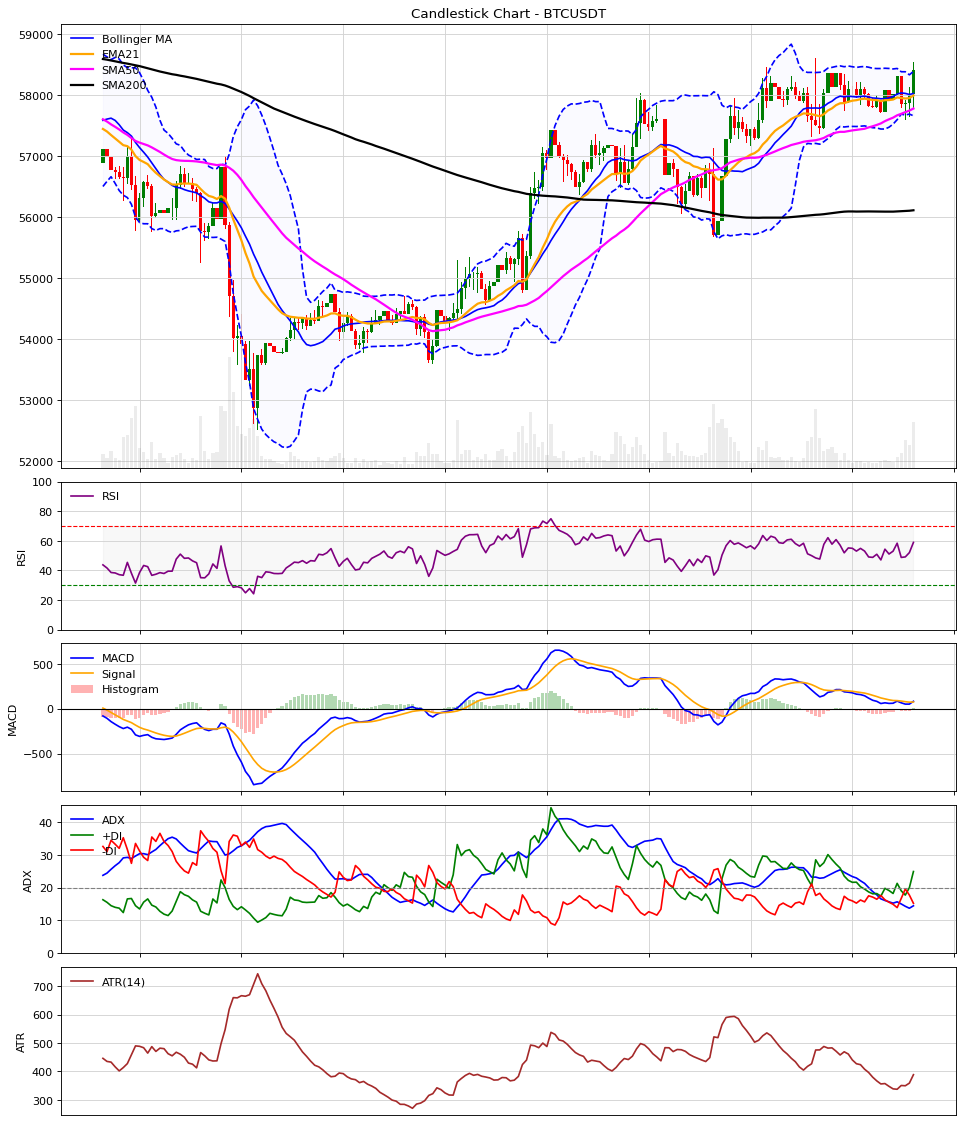 Candlestick Chart - BTCUSDT
59000
58000
57000
56000
55000
54000
53000
52000
Bollinger MA
EMA21
SMA50
SMA200
100
80
60
40
20
0
RSI
RSI
500
0
−500
MACD
MACD
Signal
Histogram
40
30
20
10
0
ADX
ADX
+DI
-DI
700
600
500
400
300
ATR
ATR(14)